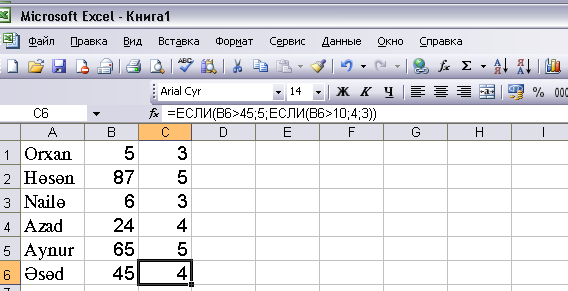 Microsoft Excel - Книга1
Файл Правка Вид Вставка Формат Сервис Данные Окно Справка
ABC Σ А Я Я А
Arial Cyr 14 Ж К Ч %
C6 =ЕСЛИ(B6>45;5;ЕСЛИ(B6>10;4;3))
A B C D E F G H I
1 Orxan 5 3
2 Həsən 87 5
3 Nailə 6 3
4 Azad 24 4
5 Aynur 65 5
6 Əsəd 45 4